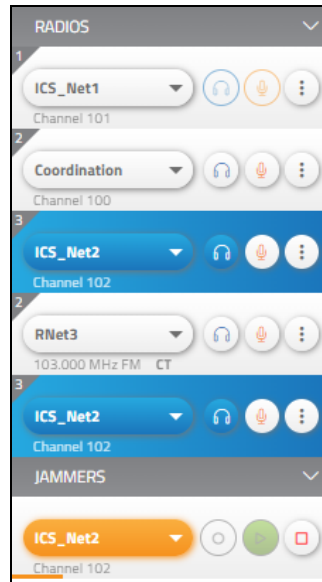 RADIOS
1
ICS_Net1
Channel 101
2
Coordination
Channel 100
3
ICS_Net2
Channel 102
2
RNet3
103.000 MHz FM CT
3
ICS_Net2
Channel 102
JAMMERS
ICS_Net2
Channel 102